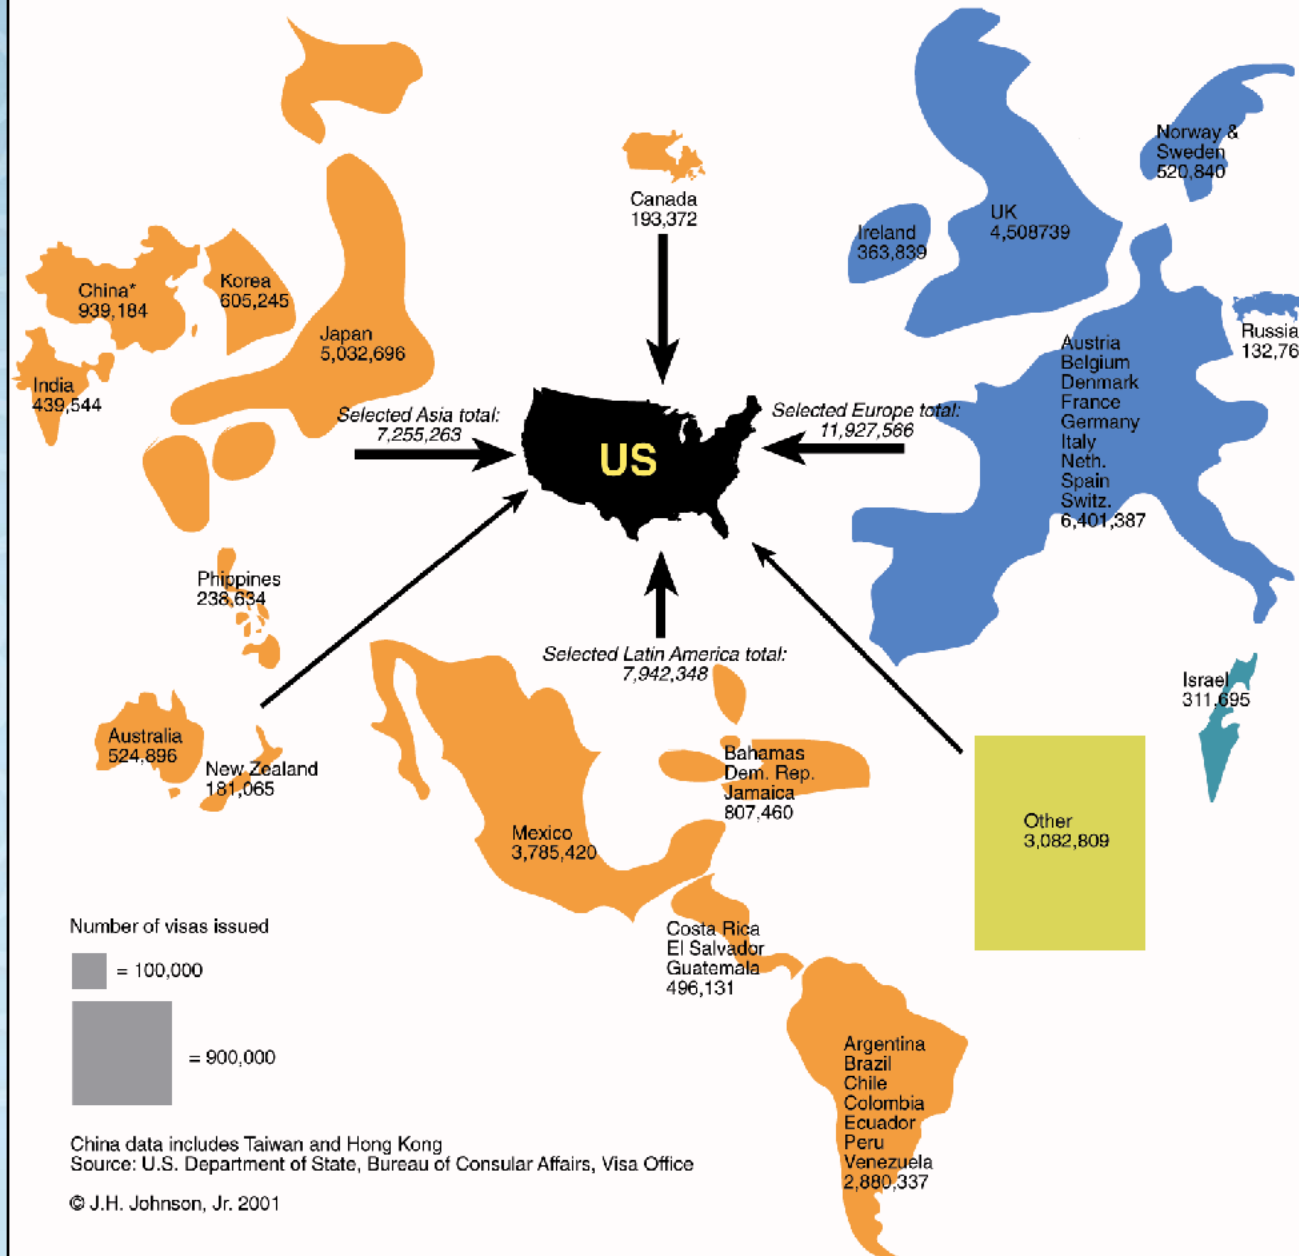 Canada
193,372
Norway &
Sweden
520,840
UK
4,508739
Ireland
363,839
China*
939,184
Korea
605,245
Japan
5,032,696
India
439,544
Russia
132,76
Austria
Belgium
Denmark
France
Germany
Italy
Neth.
Spain
Switz.
6,401,387
Selected Asia total:
7,255,263
US
Selected Europe total:
11,927,566
Phippines
238,634
Selected Latin America total:
7,942,348
Israel
311.695
Australia
524,896
New Zealand
181,065
Bahamas
Dem. Rep.
Jamaica
807,460
Mexico
3,785,420
Other
3,082,809
Costa Rica
El Salvador
Guatemala
496,131
Number of visas issued
= 100,000
= 900,000
Argentina
Brazil
Chile
Colombia
Ecuador
Peru
Venezuela
2,880,337
China data includes Taiwan and Hong Kong
Source: U.S. Department of State, Bureau of Consular Affairs, Visa Office
© J.H. Johnson, Jr. 2001